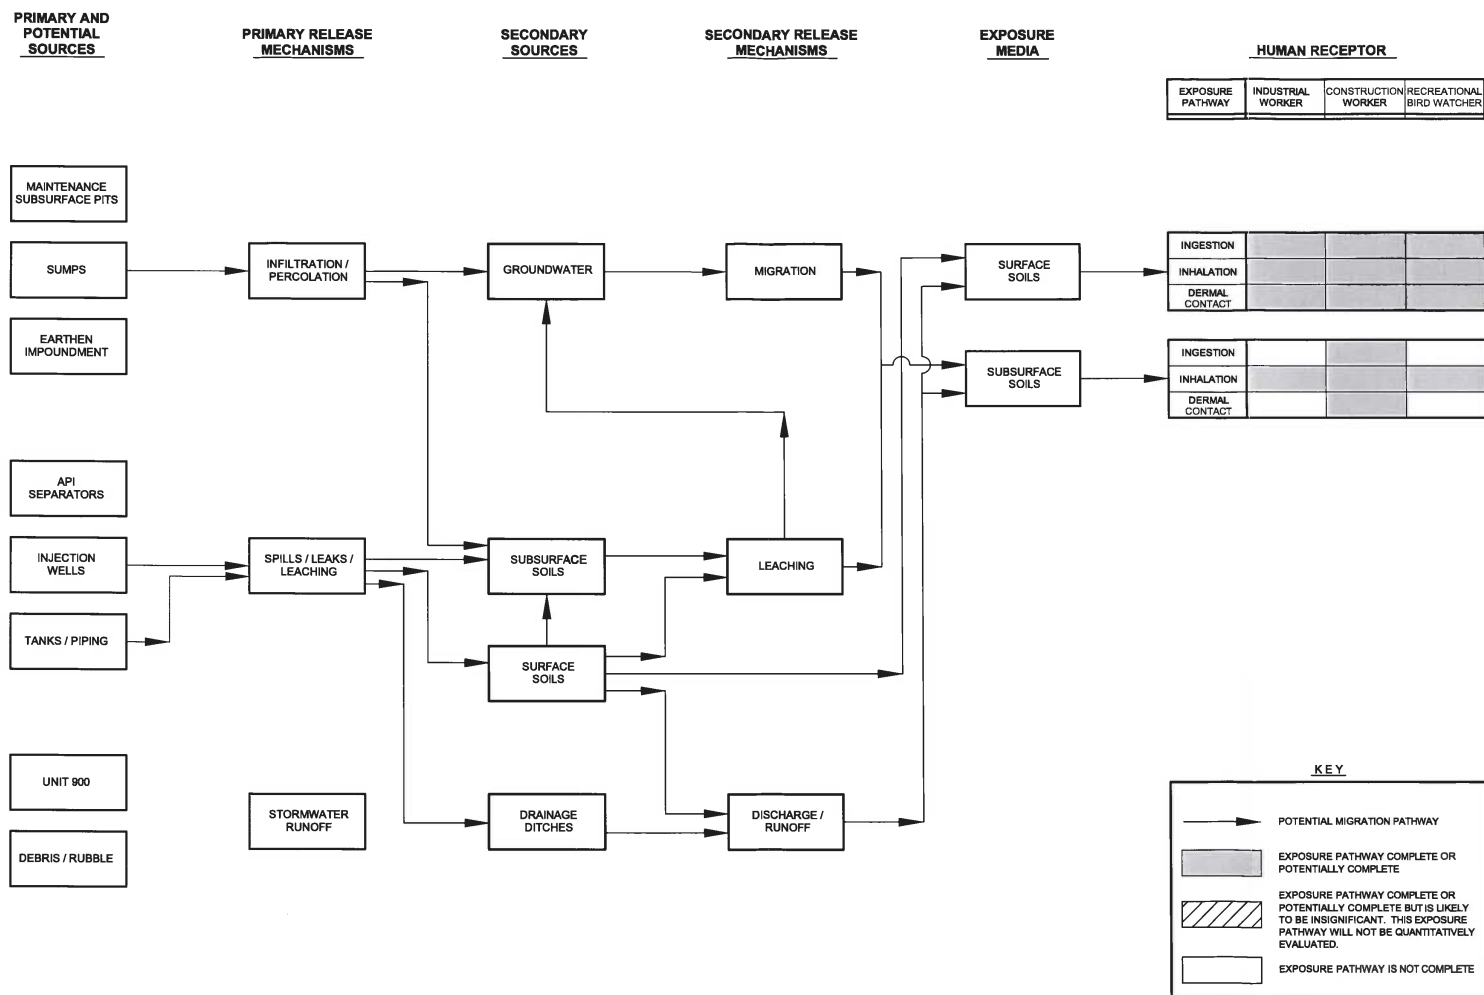 PRIMARY AND
POTENTIAL
SOURCES
PRIMARY RELEASE
MECHANISMS
SECONDARY
SOURCES
SECONDARY RELEASE
MECHANISMS
EXPOSURE
MEDIA
HUMAN RECEPTOR
EXPOSURE
PATHWAY
INDUSTRIAL
WORKER
CONSTRUCTION
WORKER
RECREATIONAL
BIRD WATCHER
MAINTENANCE
SUBSURFACE PITS
SUMPS
INFILTRATION /
PERCOLATION
GROUNDWATER
MIGRATION
SURFACE
SOILS
INGESTION
INHALATION
DERMAL
CONTACT
EARTHEN
IMPOUNDMENT
SUBSURFACE
SOILS
INGESTION
INHALATION
DERMAL
CONTACT
API
SEPARATORS
INJECTION
WELLS
SPILLS / LEAKS /
LEACHING
SUBSURFACE
SOILS
LEACHING
TANKS / PIPING
SURFACE
SOILS
UNIT 900
STORMWATER
RUNOFF
DRAINAGE
DITCHES
DISCHARGE /
RUNOFF
DEBRIS / RUBBLE
KEY
POTENTIAL MIGRATION PATHWAY
EXPOSURE PATHWAY COMPLETE OR
POTENTIALLY COMPLETE
EXPOSURE PATHWAY COMPLETE OR
POTENTIALLY COMPLETE BUT IS LIKELY
TO BE INSIGNIFICANT. THIS EXPOSURE
PATHWAY WILL NOT BE QUANTITATIVELY
EVALUATED.
EXPOSURE PATHWAY IS NOT COMPLETE